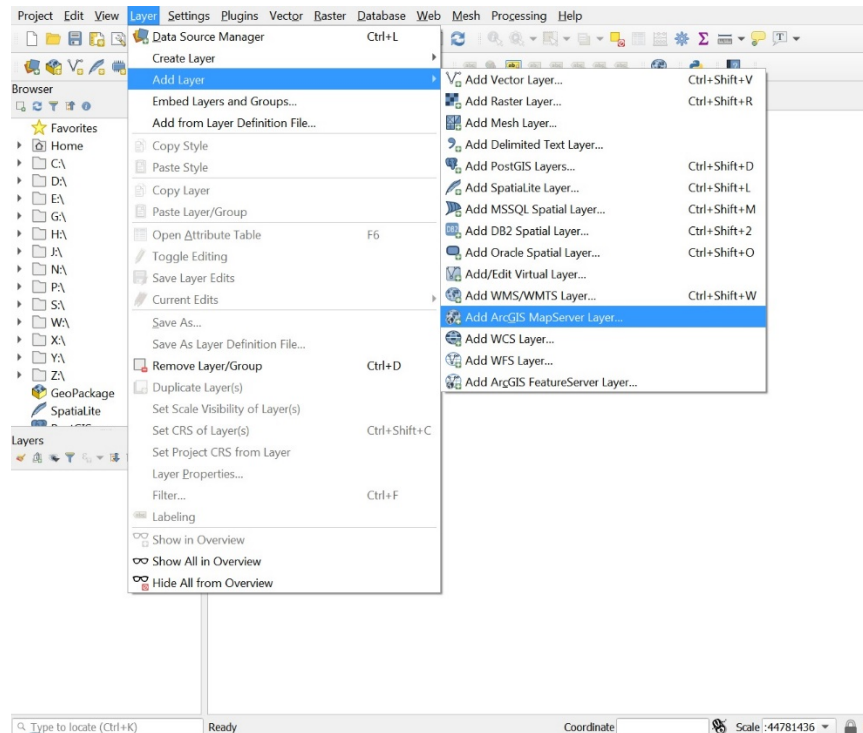 Project Edit View Layer Settings Plugins Vector Raster Database Web Mesh Processing Help
Data Source Manager Ctrl+L
Create Layer
Add Layer
Embed Layers and Groups...
Add from Layer Definition File...
Copy Style
Paste Style
Copy Layer
Paste Layer/Group
Open Attribute Table F6
Toggle Editing
Save Layer Edits
Current Edits
Save As...
Save As Layer Definition File...
Remove Layer/Group Ctrl+D
Duplicate Layer(s)
Set Scale Visibility of Layer(s)
Set CRS of Layer(s) Ctrl+Shift+C
Set Project CRS from Layer
Layer Properties...
Filter... Ctrl+F
Labeling
Show in Overview
Show All in Overview
Hide All from Overview
Add Vector Layer... Ctrl+Shift+V
Add Raster Layer... Ctrl+Shift+R
Add Mesh Layer...
Add Delimited Text Layer...
Add PostGIS Layers... Ctrl+Shift+D
Add SpatiaLite Layer... Ctrl+Shift+L
Add MSSQL Spatial Layer... Ctrl+Shift+M
Add DB2 Spatial Layer... Ctrl+Shift+2
Add Oracle Spatial Layer... Ctrl+Shift+O
Add/Edit Virtual Layer...
Add WMS/WMTS Layer... Ctrl+Shift+W
Add ArcGIS MapServer Layer...
Add WCS Layer...
Add WFS Layer...
Add ArcGIS FeatureServer Layer...
Browser
Favorites
Home
C:\
D:\
E:\
G:\
H:\
J:\
N:\
P:\
S:\
W:\
X:\
Y:\
Z:\
GeoPackage
SpatiaLite
Layers
Type to locate (Ctrl+K) Ready Coordinate Scale :44781436